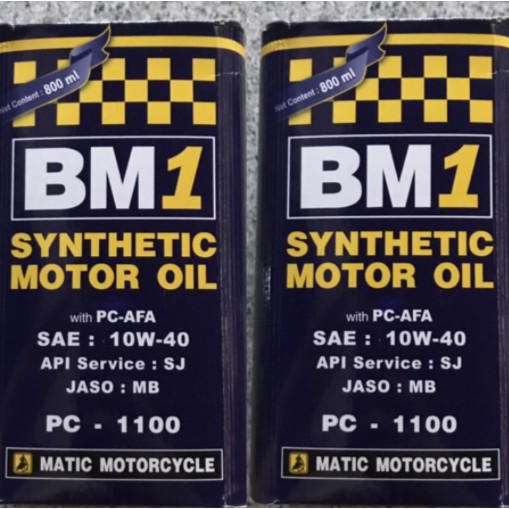 Net Content : 800 ml
BM1
SYNTHETIC
MOTOR OIL
with PC-AFA
SAE : 10W-40
API Service : SJ
JASO : MB
PC - 1100
MATIC MOTORCYCLE
Net Content : 800 ml
BM1
SYNTHETIC
MOTOR OIL
with PC-AFA
SAE : 10W-40
API Service : SJ
JASO : MB
PC - 1100
MATIC MOTORCYCLE